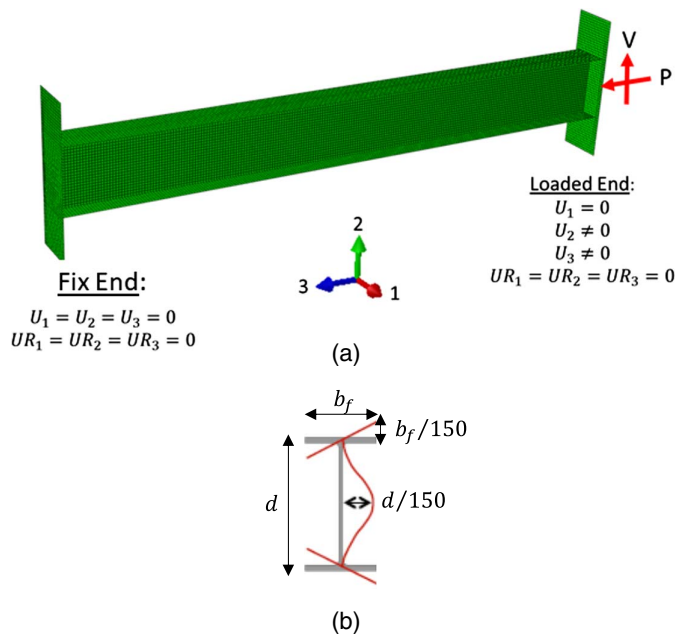 V
P
Loaded End:
U₁ = 0
U₂ ≠ 0
U₃ ≠ 0
UR₁ = UR₂ = UR₃ = 0
2
3
1
Fix End:
U₁ = U₂ = U₃ = 0
UR₁ = UR₂ = UR₃ = 0
(a)
b_f
b_f/150
d
d/150
(b)